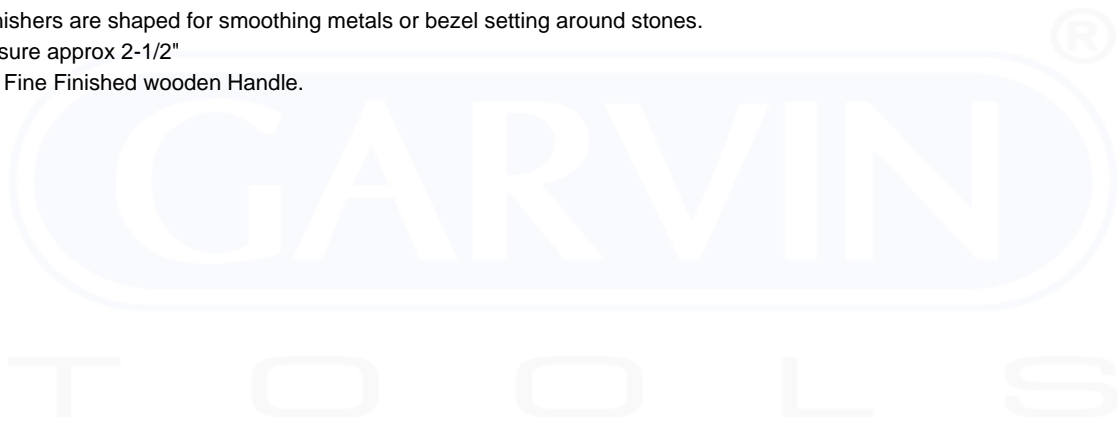 nishers are shaped for smoothing metals or bezel setting around stones.
sure approx 2-1/2"
Fine Finished wooden Handle.
®
GARVIN
TOOLS